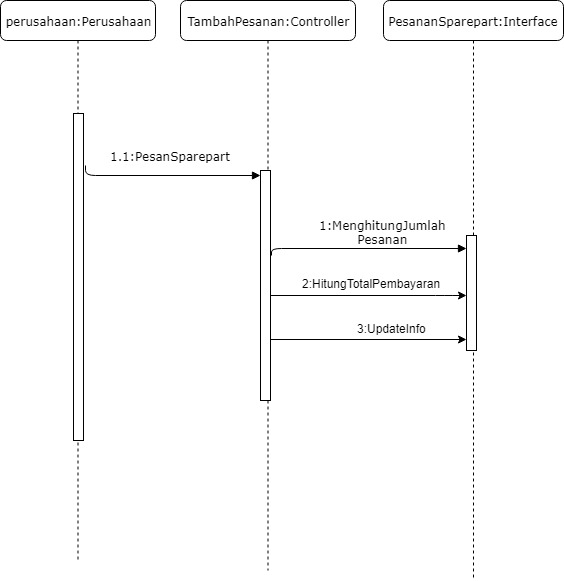 perusahaan:Perusahaan
TambahPesanan:Controller
PesananSparepart:Interface
1.1:PesanSparepart
1:MenghitungJumlah
Pesanan
2:HitungTotalPembayaran
3:UpdateInfo